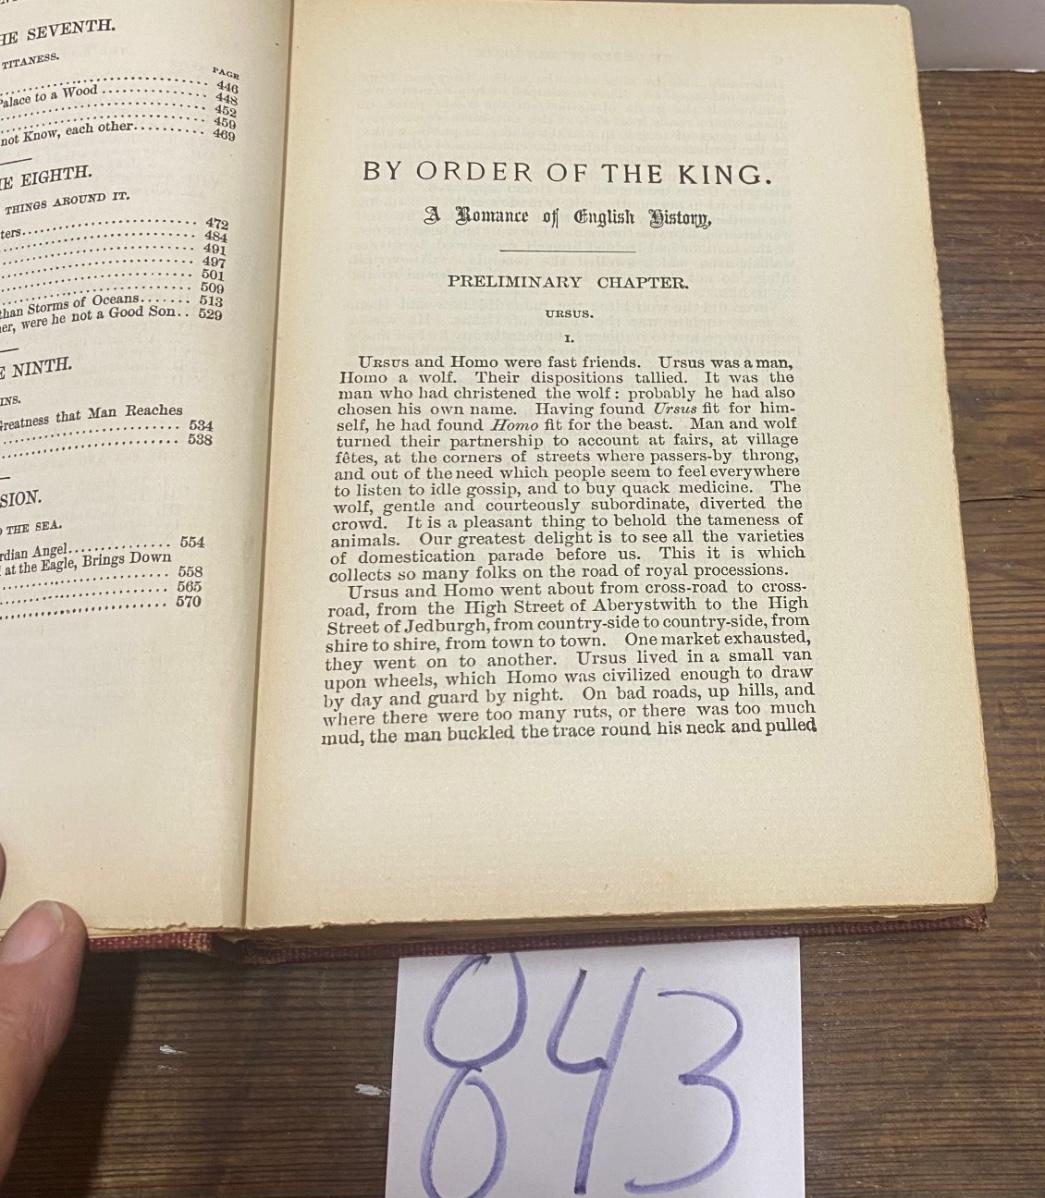 HE SEVENTH.
TITANESS.
PAGE
446
Palace to a Wood 448
452
459
not Know, each other 469
E EIGHTH.
THINGS AROUND IT.
ters 472
484
491
497
501
509
than Storms of Oceans 513
er, were he not a Good Son.. 529
E NINTH.
INS.
Greatness that Man Reaches
534
538
SION.
THE SEA.
rdian Angel 554
at the Eagle, Brings Down
558
565
570
BY ORDER OF THE KING.
A Romance of English History,
PRELIMINARY CHAPTER.
URSUS.
I.
URSUS and Homo were fast friends. Ursus was a man,
Homo a wolf. Their dispositions tallied. It was the
man who had christened the wolf: probably he had also
chosen his own name. Having found Ursus fit for him-
self, he had found Homo fit for the beast. Man and wolf
turned their partnership to account at fairs, at village
fêtes, at the corners of streets where passers-by throng,
and out of the need which people seem to feel everywhere
to listen to idle gossip, and to buy quack medicine. The
wolf, gentle and courteously subordinate, diverted the
crowd. It is a pleasant thing to behold the tameness of
animals. Our greatest delight is to see all the varieties
of domestication parade before us. This it is which
collects so many folks on the road of royal processions.
Ursus and Homo went about from cross-road to cross-
road, from the High Street of Aberystwith to the High
Street of Jedburgh, from country-side to country-side, from
shire to shire, from town to town. One market exhausted,
they went on to another. Ursus lived in a small van
upon wheels, which Homo was civilized enough to draw
by day and guard by night. On bad roads, up hills, and
where there were too many ruts, or there was too much
mud, the man buckled the trace round his neck and pulled
843